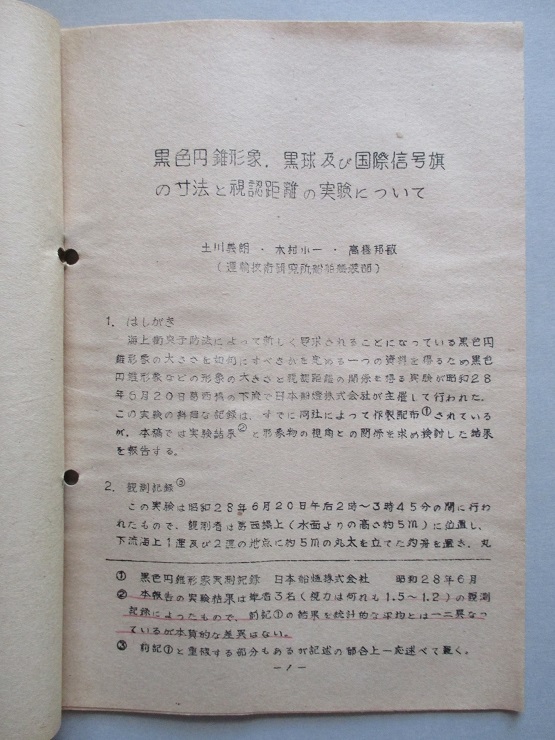 黒色円錐形象，黒球及び国際信号旗
の寸法と視認距離の実験について
土川義朗・木村小一・高橋邦敏
（運輸技術研究所船舶艤装部）
1. はしがき
海上衝突予防法によって新しく要求されることになっている黒色円
錐形象の大きさを如何にすべきかを定める一つの資料を得るため黒色
円錐形象などの形象の大きさと視認距離の関係を得る実験が昭和28
年6月20日葛西橋の下流で日本船燈株式会社が主催して行われた。
この実験の詳細な記録は、すでに同社によって作製配布①されている
が、本稿では実験結果②と形象物の視角との関係を求め検討した結果
を報告する。
2. 観測記録③
この実験は昭和28年6月20日午后2時～3時45分の間に行わ
れたもので、観測者は葛西橋上（水面よりの高さ約5m）に位置し、
下流海上1浬及び2浬の地点に約5mの丸太を立てた釣舟を置き、丸
① 黒色円錐形象実測記録 日本船燈株式会社 昭和28年6月
② 本報告の実験結果は筆者3名（視力は何れも1.5～1.2）の観測
記録によったもので、前記①の結果を統計的な平均とは一二異なっ
ているが本質的な差異はない。
③ 前記①と重複する部分もあるが記述の都合上一応述べて置く。
－1－